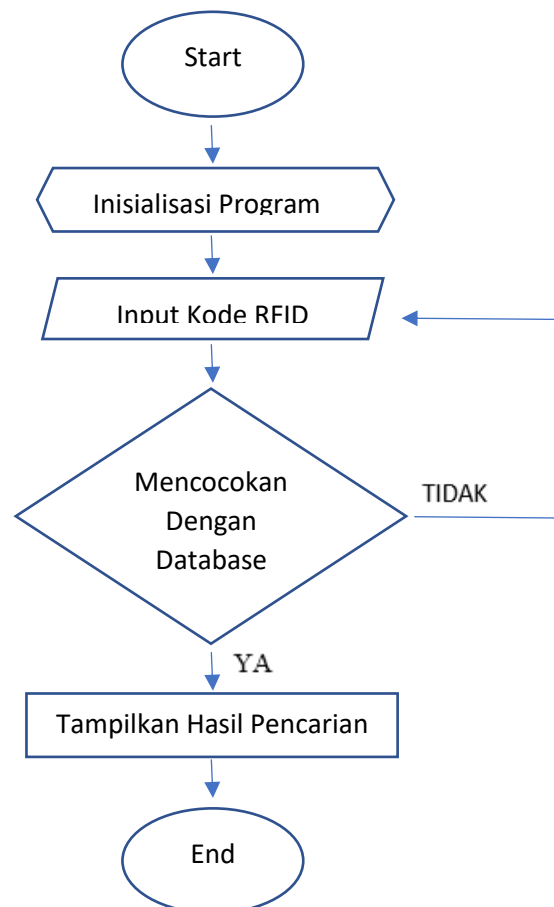 Start
Inisialisasi Program
Input Kode RFID
Mencocokan
Dengan
Database
TIDAK
YA
Tampilkan Hasil Pencarian
End